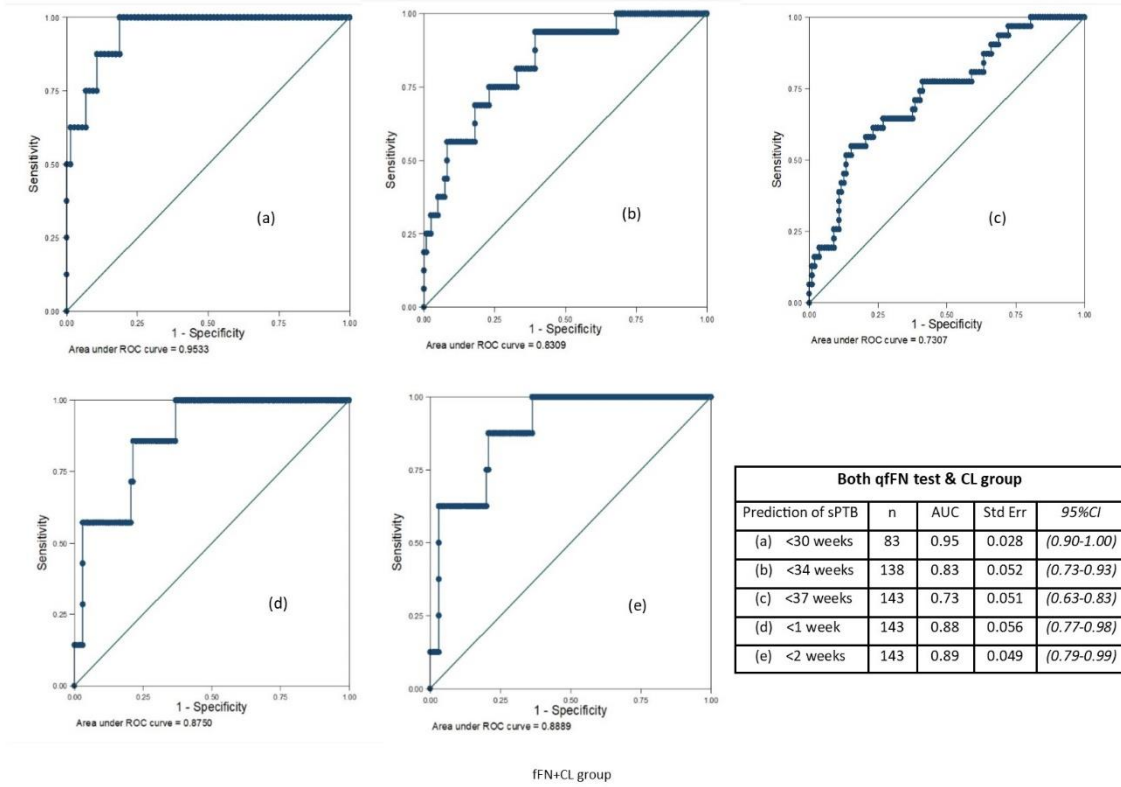 1.00
0.75
0.50
0.25
0.00
Sensitivity
(a)
0.00 0.25 0.50 0.75 1.00
1 - Specificity
Area under ROC curve = 0.9533
1.00
0.75
0.50
0.25
0.00
Sensitivity
(b)
0.00 0.25 0.50 0.75 1.00
1 - Specificity
Area under ROC curve = 0.8309
1.00
0.75
0.50
0.25
0.00
Sensitivity
(c)
0.00 0.25 0.50 0.75 1.00
1 - Specificity
Area under ROC curve = 0.7307
1.00
0.75
0.50
0.25
0.00
Sensitivity
(d)
0.00 0.25 0.50 0.75 1.00
1 - Specificity
Area under ROC curve = 0.8750
1.00
0.75
0.50
0.25
0.00
Sensitivity
(e)
0.00 0.25 0.50 0.75 1.00
1 - Specificity
Area under ROC curve = 0.8889
Both qfFN test & CL group
Prediction of sPTB n AUC Std Err 95%CI
(a) <30 weeks 83 0.95 0.028 (0.90-1.00)
(b) <34 weeks 138 0.83 0.052 (0.73-0.93)
(c) <37 weeks 143 0.73 0.051 (0.63-0.83)
(d) <1 week 143 0.88 0.056 (0.77-0.98)
(e) <2 weeks 143 0.89 0.049 (0.79-0.99)
fFN+CL group